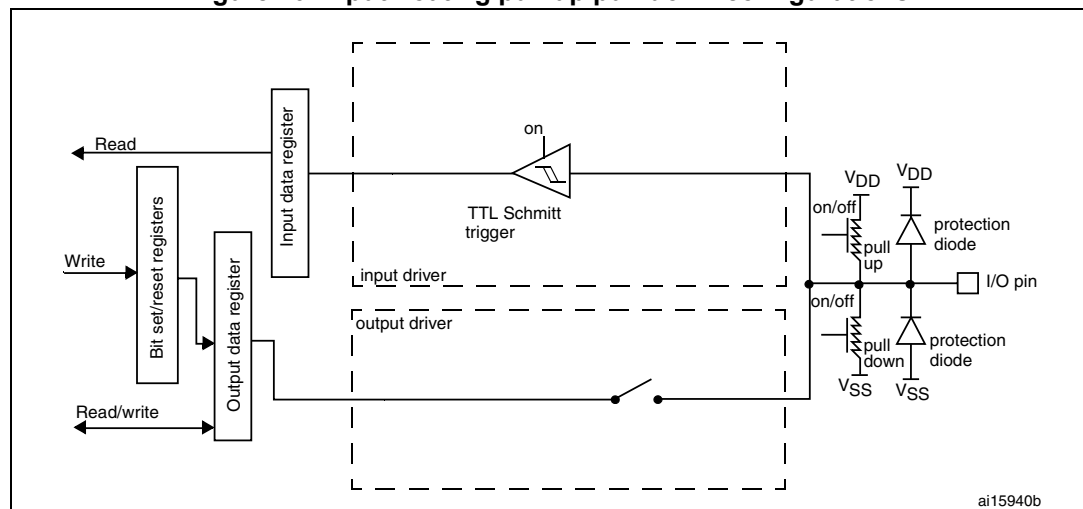 Read
Input data register
on
TTL Schmitt
trigger
input driver
Write
Bit set/reset registers
Output data register
Read/write
output driver
VDD
VDD
on/off
pull
up
protection
diode
I/O pin
on/off
pull
down
protection
diode
VSS
VSS
ai15940b